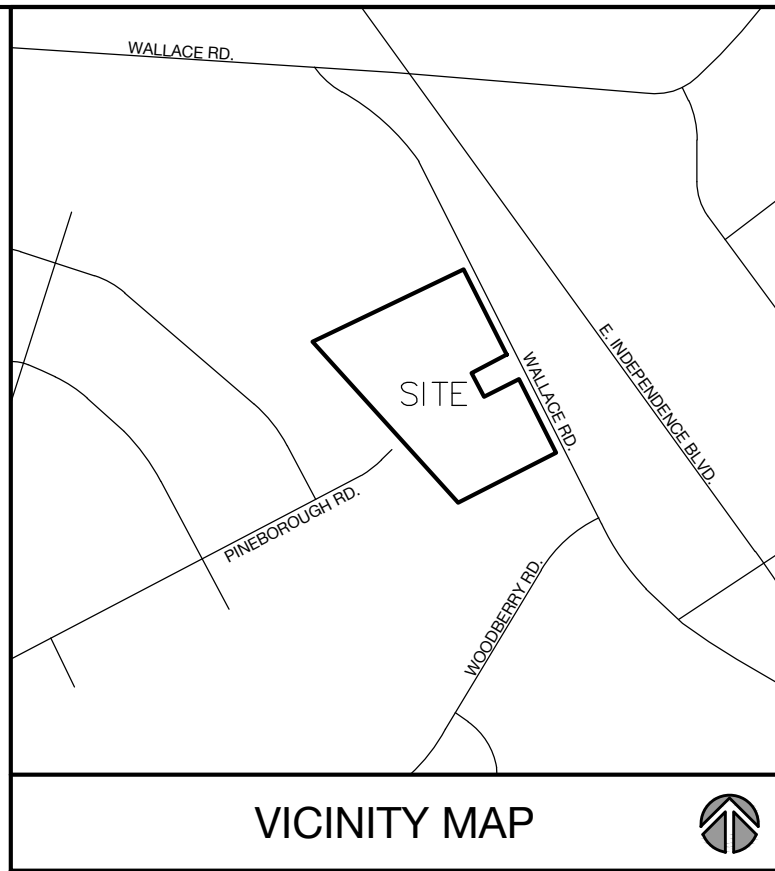 WALLACE RD.
E. INDEPENDENCE BLVD.
WALLACE RD.
SITE
PINEBOROUGH RD.
WOODBERRY RD.
VICINITY MAP